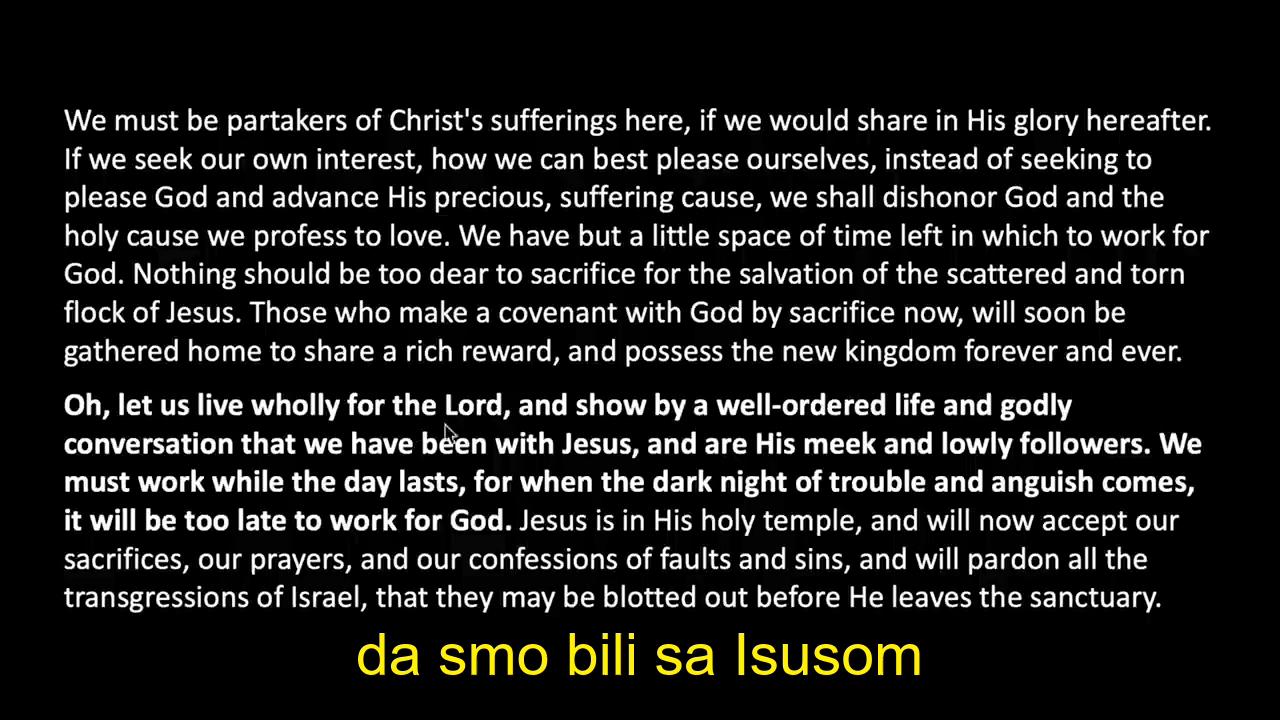 We must be partakers of Christ's sufferings here, if we would share in His glory hereafter.
If we seek our own interest, how we can best please ourselves, instead of seeking to
please God and advance His precious, suffering cause, we shall dishonor God and the
holy cause we profess to love. We have but a little space of time left in which to work for
God. Nothing should be too dear to sacrifice for the salvation of the scattered and torn
flock of Jesus. Those who make a covenant with God by sacrifice now, will soon be
gathered home to share a rich reward, and possess the new kingdom forever and ever.
Oh, let us live wholly for the Lord, and show by a well-ordered life and godly
conversation that we have been with Jesus, and are His meek and lowly followers. We
must work while the day lasts, for when the dark night of trouble and anguish comes,
it will be too late to work for God. Jesus is in His holy temple, and will now accept our
sacrifices, our prayers, and our confessions of faults and sins, and will pardon all the
transgressions of Israel, that they may be blotted out before He leaves the sanctuary.
da smo bili sa Isusom